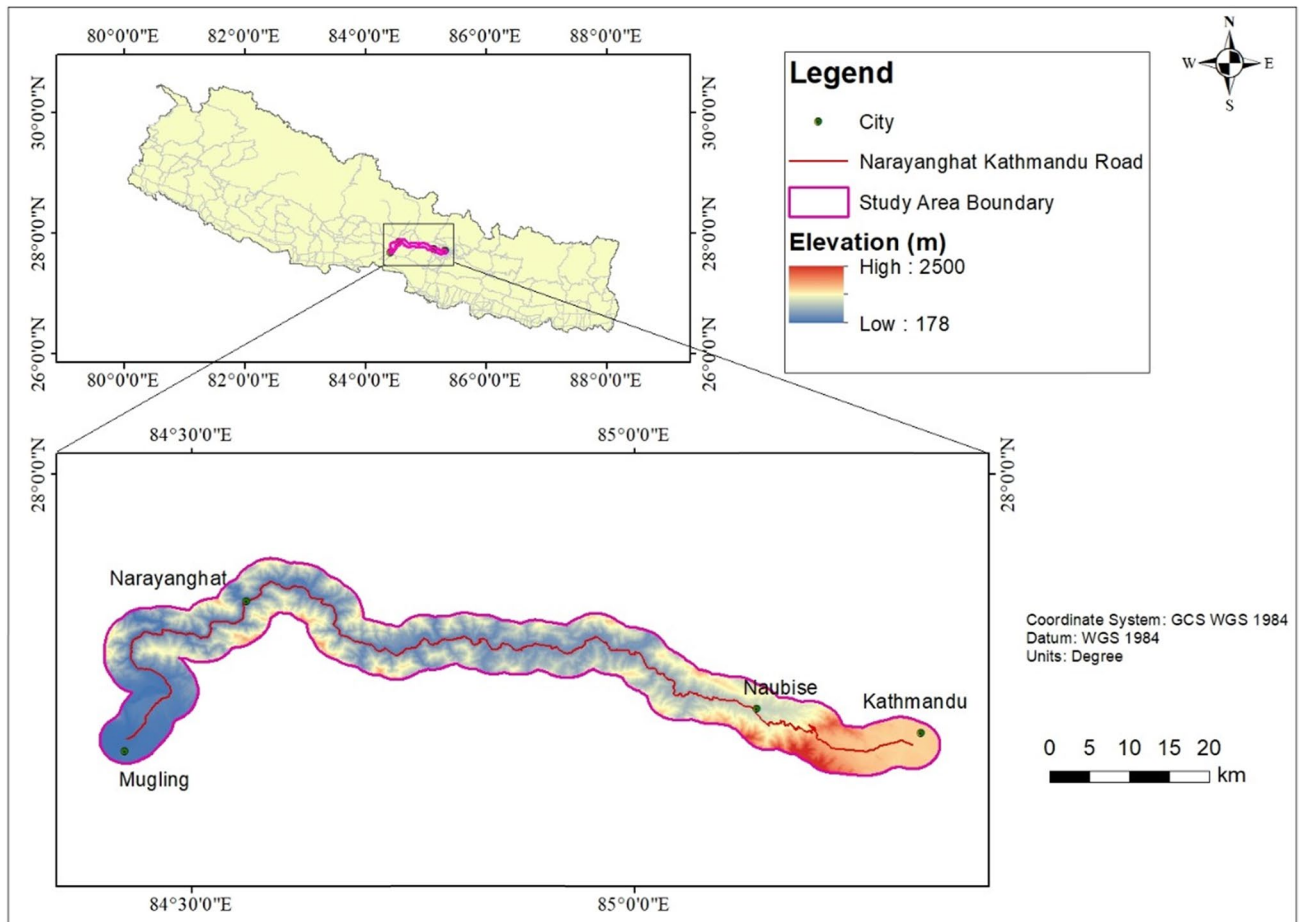 80°0'0"E 82°0'0"E 84°0'0"E 86°0'0"E 88°0'0"E
N
W E
S
30°0'0"N
28°0'0"N
26°0'0"N
30°0'0"N
28°0'0"N
26°0'0"N
80°0'0"E 82°0'0"E 84°0'0"E 86°0'0"E 88°0'0"E
Legend
City
Narayanghat Kathmandu Road
Study Area Boundary
Elevation (m)
High : 2500
Low : 178
84°30'0"E 85°0'0"E
28°0'0"N
28°0'0"N
Narayanghat
Naubise
Kathmandu
Mugling
84°30'0"E 85°0'0"E
Coordinate System: GCS WGS 1984
Datum: WGS 1984
Units: Degree
0 5 10 15 20
km